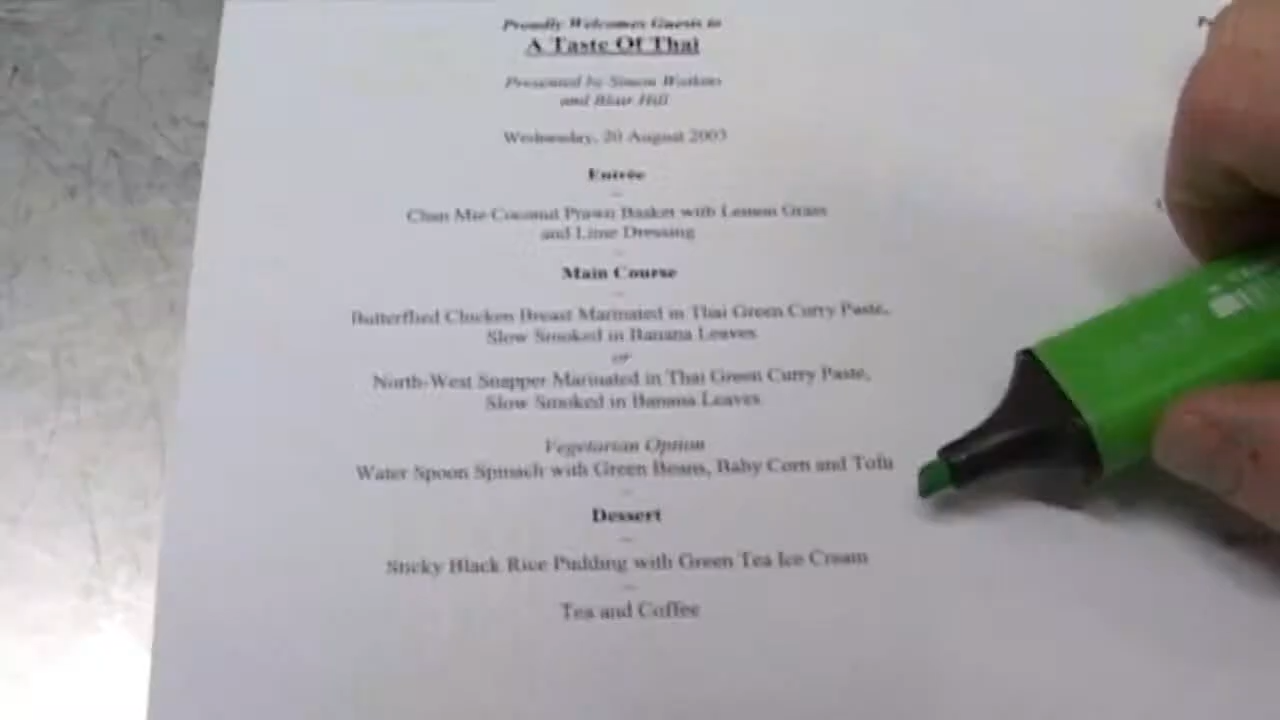 Proudly Welcomes Guests to
A Taste Of Thai
Presented by Simon Watkins
and Blair Hill
Wednesday, 20 August 2003
Entrée
~
Chan Mie Coconut Prawn Basket with Lemon Grass
and Lime Dressing
~
Main Course
~
Butterflied Chicken Breast Marinated in Thai Green Curry Paste,
Slow Smoked in Banana Leaves
or
North-West Snapper Marinated in Thai Green Curry Paste,
Slow Smoked in Banana Leaves
Vegetarian Option
Water Spoon Spinach with Green Beans, Baby Corn and Tofu
~
Dessert
~
Sticky Black Rice Pudding with Green Tea Ice Cream
~
Tea and Coffee